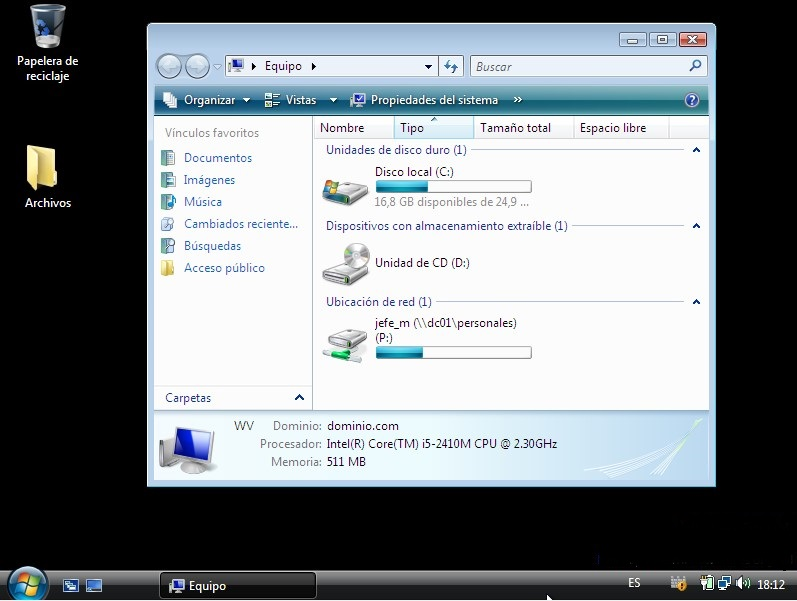 Papelera de
reciclaje
Archivos
Equipo
Buscar
Organizar
Vistas
Propiedades del sistema »
?
Vínculos favoritos
Documentos
Imágenes
Música
Cambiados reciente...
Búsquedas
Acceso público
Carpetas
Nombre Tipo Tamaño total Espacio libre
Unidades de disco duro (1)
Disco local (C:)
16,8 GB disponibles de 24,9 ...
Dispositivos con almacenamiento extraíble (1)
Unidad de CD (D:)
Ubicación de red (1)
jefe_m (\\dc01\personales)
(P:)
WV Dominio: dominio.com
Procesador: Intel(R) Core(TM) i5-2410M CPU @ 2.30GHz
Memoria: 511 MB
Equipo
ES
18:12